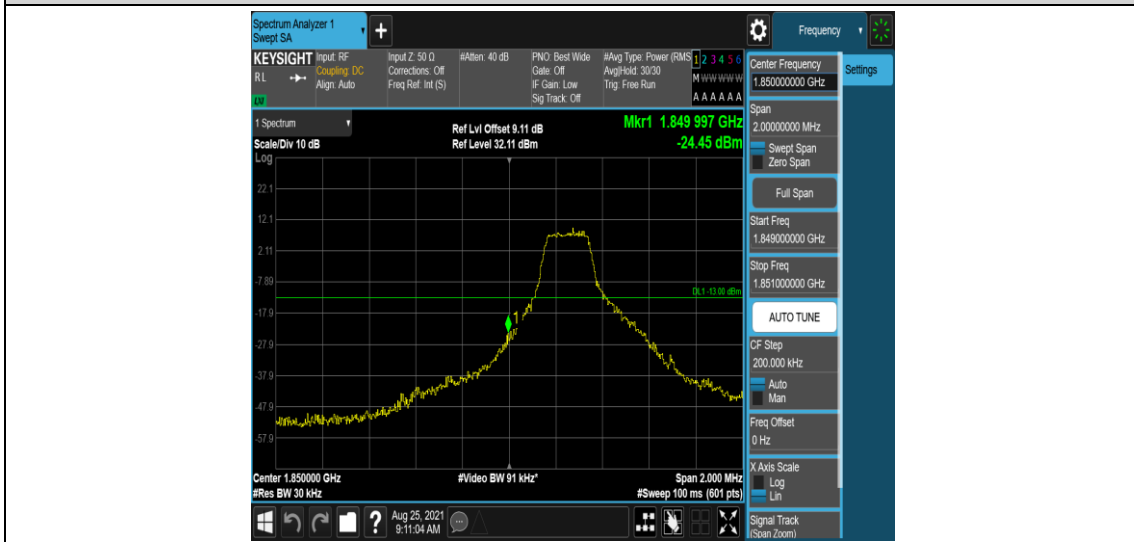 Spectrum Analyzer 1
Swept SA
+
Frequency
KEYSIGHT
RL
LXI
Input: RF
Coupling: DC
Align: Auto
Input Z: 50 Ω
Corrections: Off
Freq Ref: Int (S)
#Atten: 40 dB
PNO: Best Wide
Gate: Off
IF Gain: Low
Sig Track: Off
#Avg Type: Power (RMS
Avg|Hold: 30/30
Trig: Free Run
1 2 3 4 5 6
M W W W W W
A A A A A A
Center Frequency
1.850000000 GHz
Settings
Span
2.00000000 MHz
Swept Span
Zero Span
Full Span
Start Freq
1.849000000 GHz
Stop Freq
1.851000000 GHz
AUTO TUNE
CF Step
200.000 kHz
Auto
Man
Freq Offset
0 Hz
X Axis Scale
Log
Lin
Signal Track
(Span Zoom)
1 Spectrum
Scale/Div 10 dB
Log
Ref Lvl Offset 9.11 dB
Ref Level 32.11 dBm
Mkr1 1.849 997 GHz
-24.45 dBm
22.1
12.1
2.11
-7.89
DL1 -13.00 dBm
-17.9
1
-27.9
-37.9
-47.9
-57.9
Center 1.850000 GHz
#Res BW 30 kHz
#Video BW 91 kHz*
Span 2.000 MHz
#Sweep 100 ms (601 pts)
?
Aug 25, 2021
9:11:04 AM